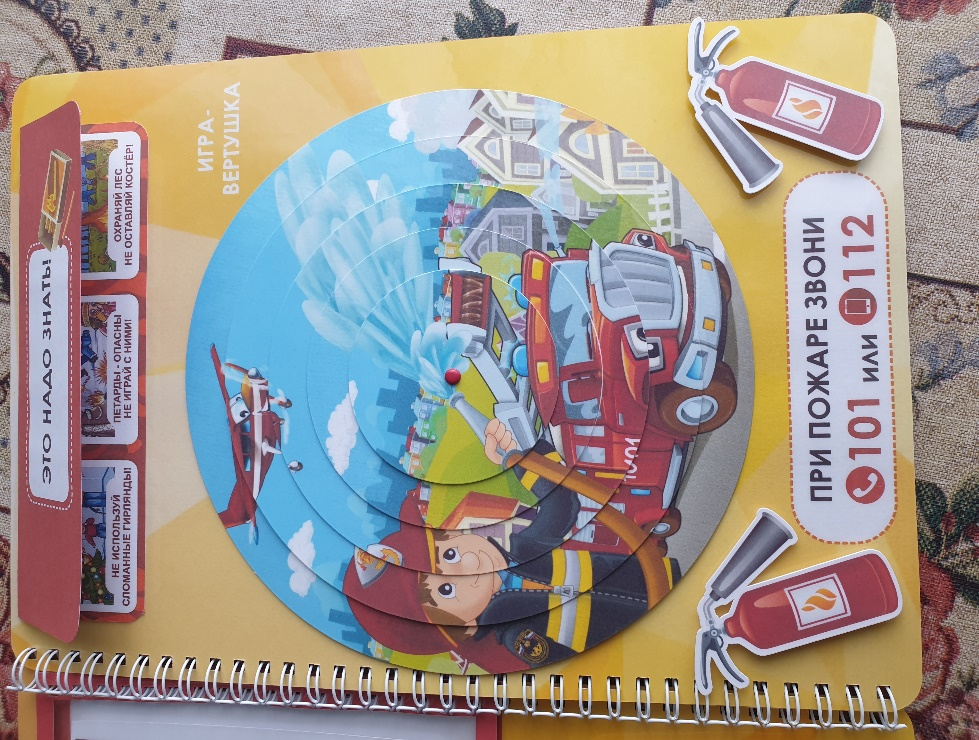 ЭТО НАДО ЗНАТЬ!
НЕ ИСПОЛЬЗУЙ
СЛОМАННЫЕ ГИРЛЯНДЫ!
ПЕТАРДЫ - ОПАСНЫ
НЕ ИГРАЙ С НИМИ!
ОХРАНЯЙ ЛЕС
НЕ ОСТАВЛЯЙ КОСТЁР!
ИГРА-
ВЕРТУШКА
ПРИ ПОЖАРЕ ЗВОНИ
101 ИЛИ 112